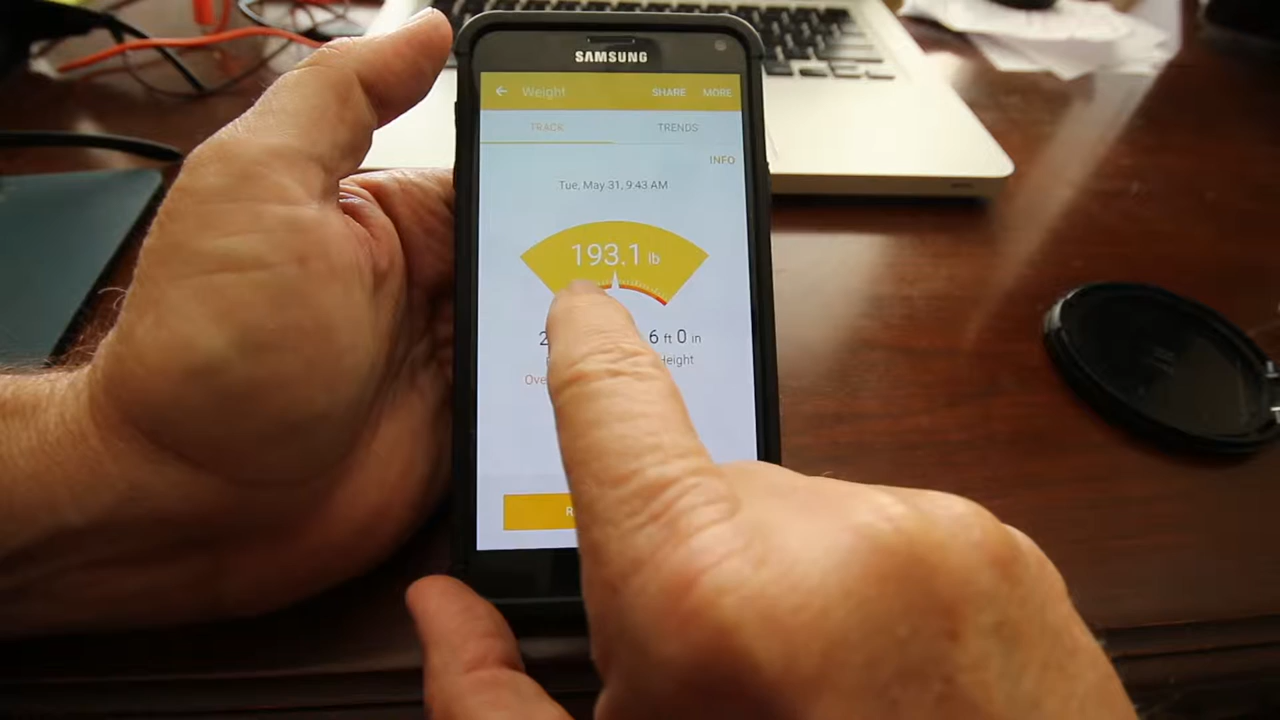 SAMSUNG
Weight SHARE MORE
TRACK TRENDS
INFO
Tue, May 31, 9:43 AM
193.1 lb
6 ft 0 in